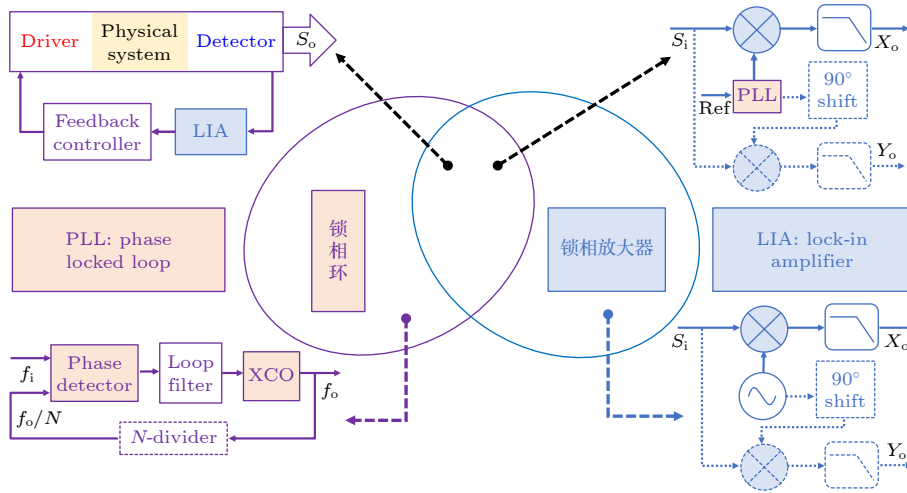 Driver
Physical
system
Detector
S_o
Feedback
controller
LIA
S_i
X_o
Ref
PLL
90°
shift
Y_o
PLL: phase
locked loop
锁
相
环
锁相放大器
LIA: lock-in
amplifier
f_i
Phase
detector
Loop
filter
XCO
f_o
f_o/N
N-divider
S_i
X_o
90°
shift
Y_o